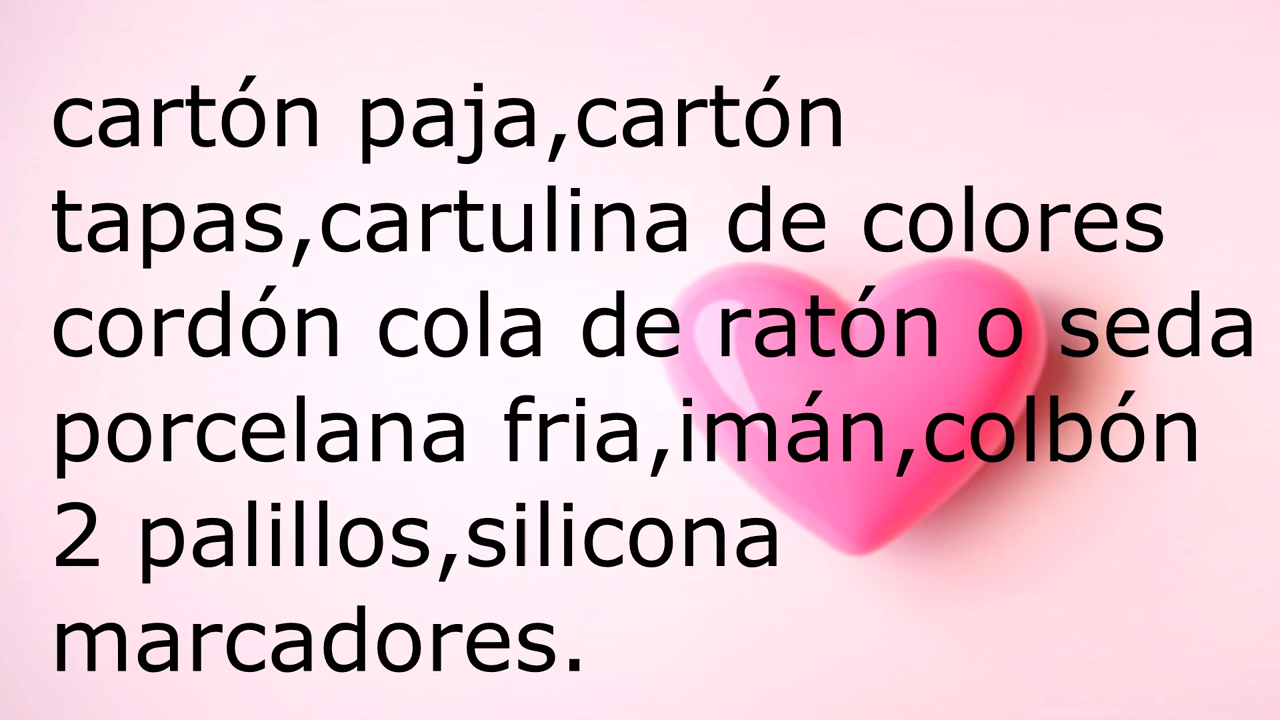 cartón paja,cartón
tapas,cartulina de colores
cordón cola de ratón o seda
porcelana fria,imán,colbón
2 palillos,silicona
marcadores.